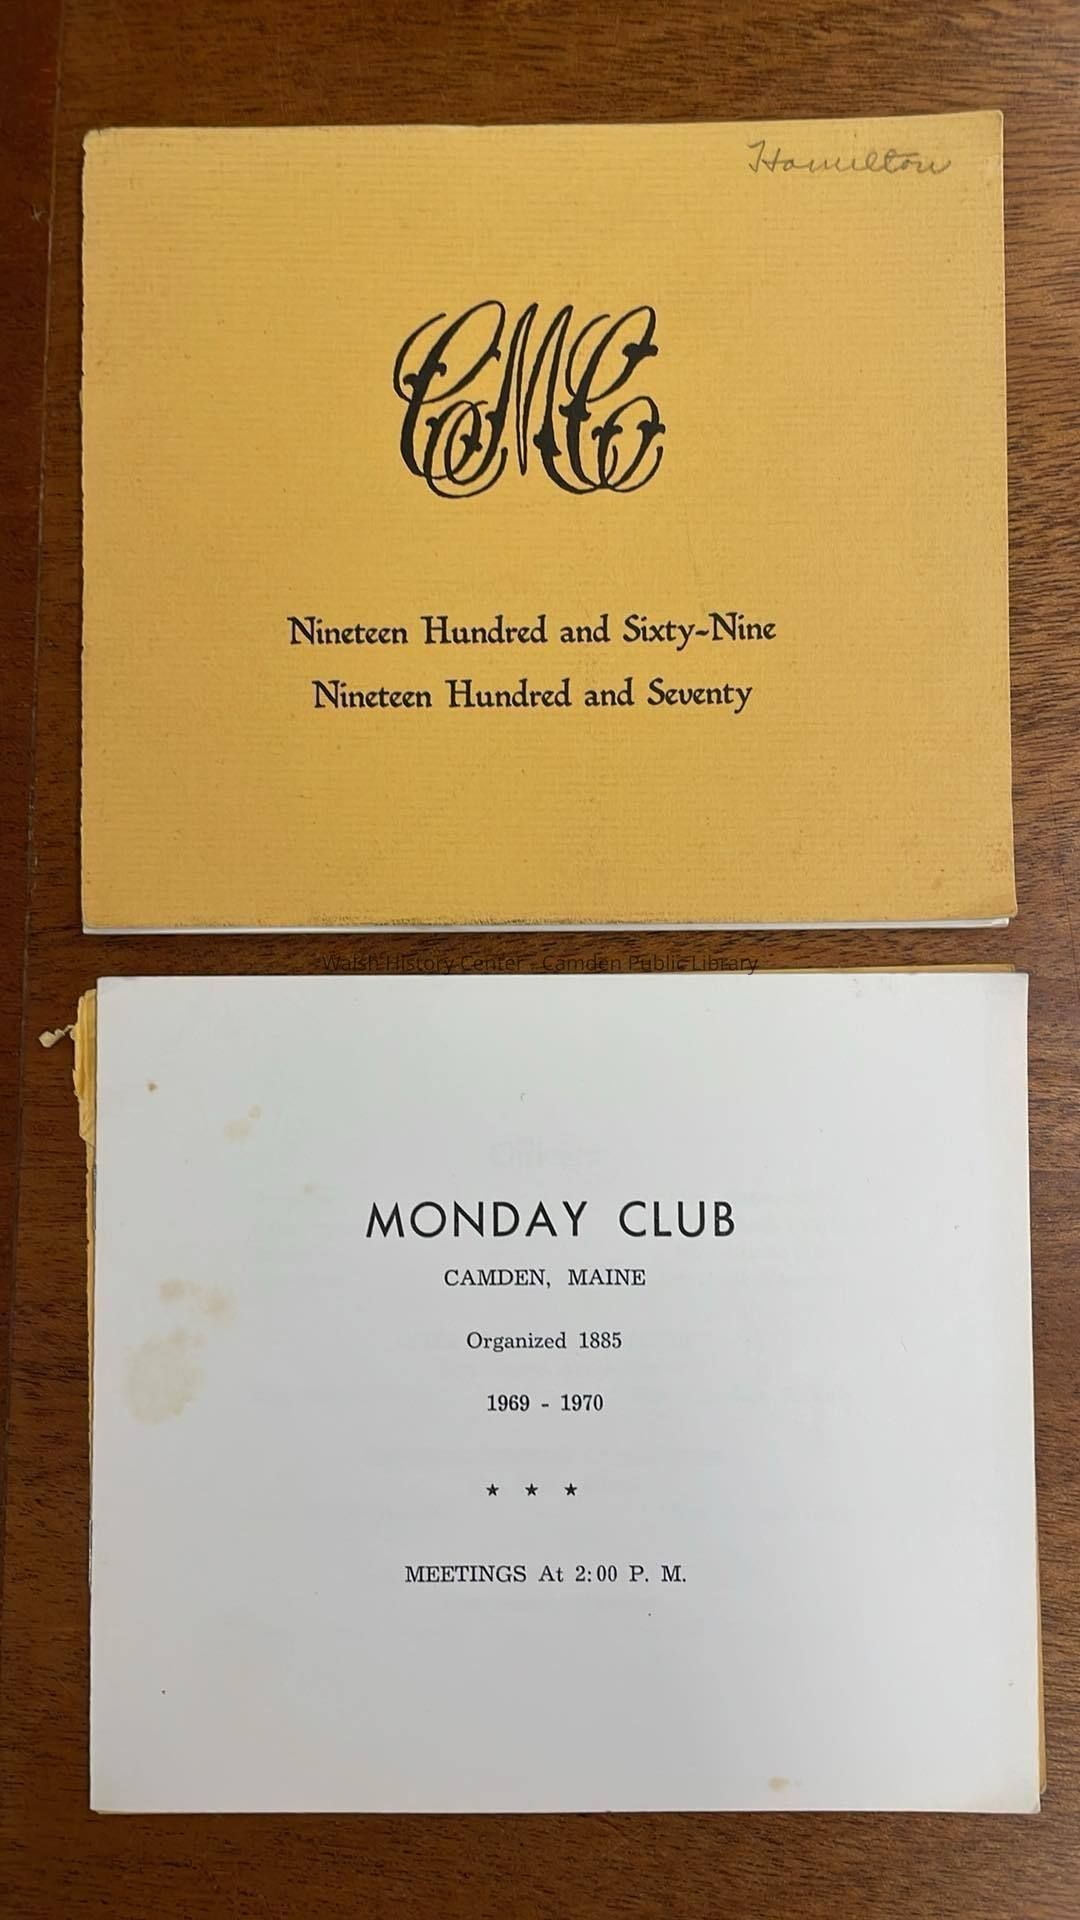 Hamilton
CMC
Nineteen Hundred and Sixty-Nine
Nineteen Hundred and Seventy
Walsh History Center - Camden Public Library
MONDAY CLUB
CAMDEN, MAINE
Organized 1885
1969 - 1970
★ ★ ★
MEETINGS At 2:00 P. M.